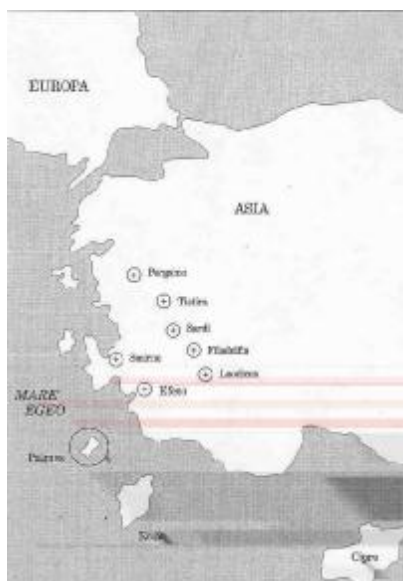 EUROPA
ASIA
Pergamo
Tiatira
Sardi
Smirne
Filadelfia
Laodicea
Efeso
MARE
EGEO
Patmos
Cipro